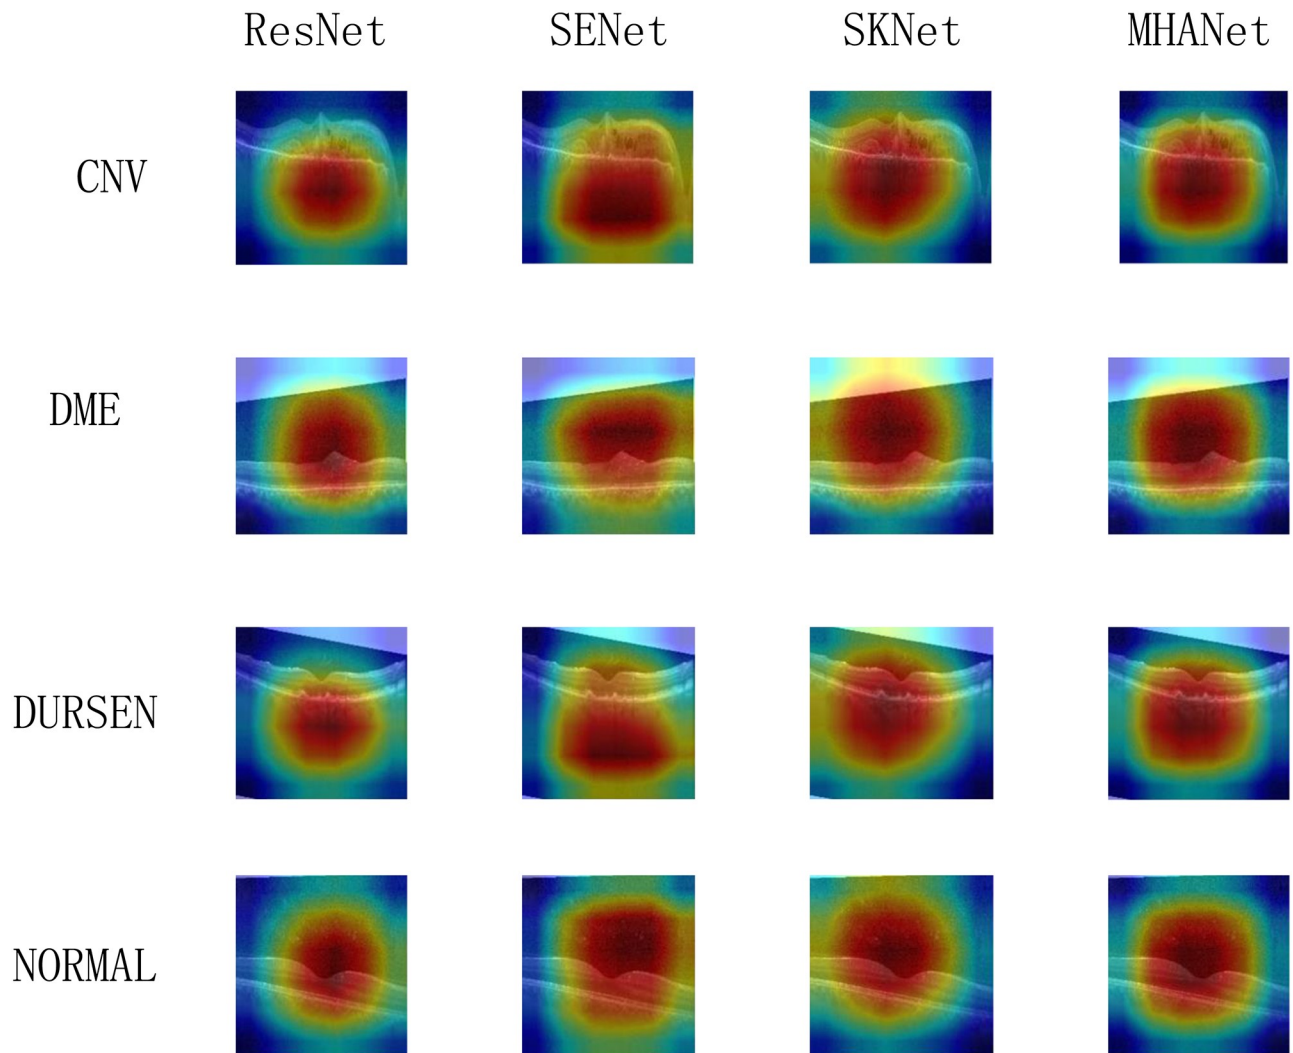 ResNet SENet SKNet MHANet
CNV
DME
DURSEN
NORMAL